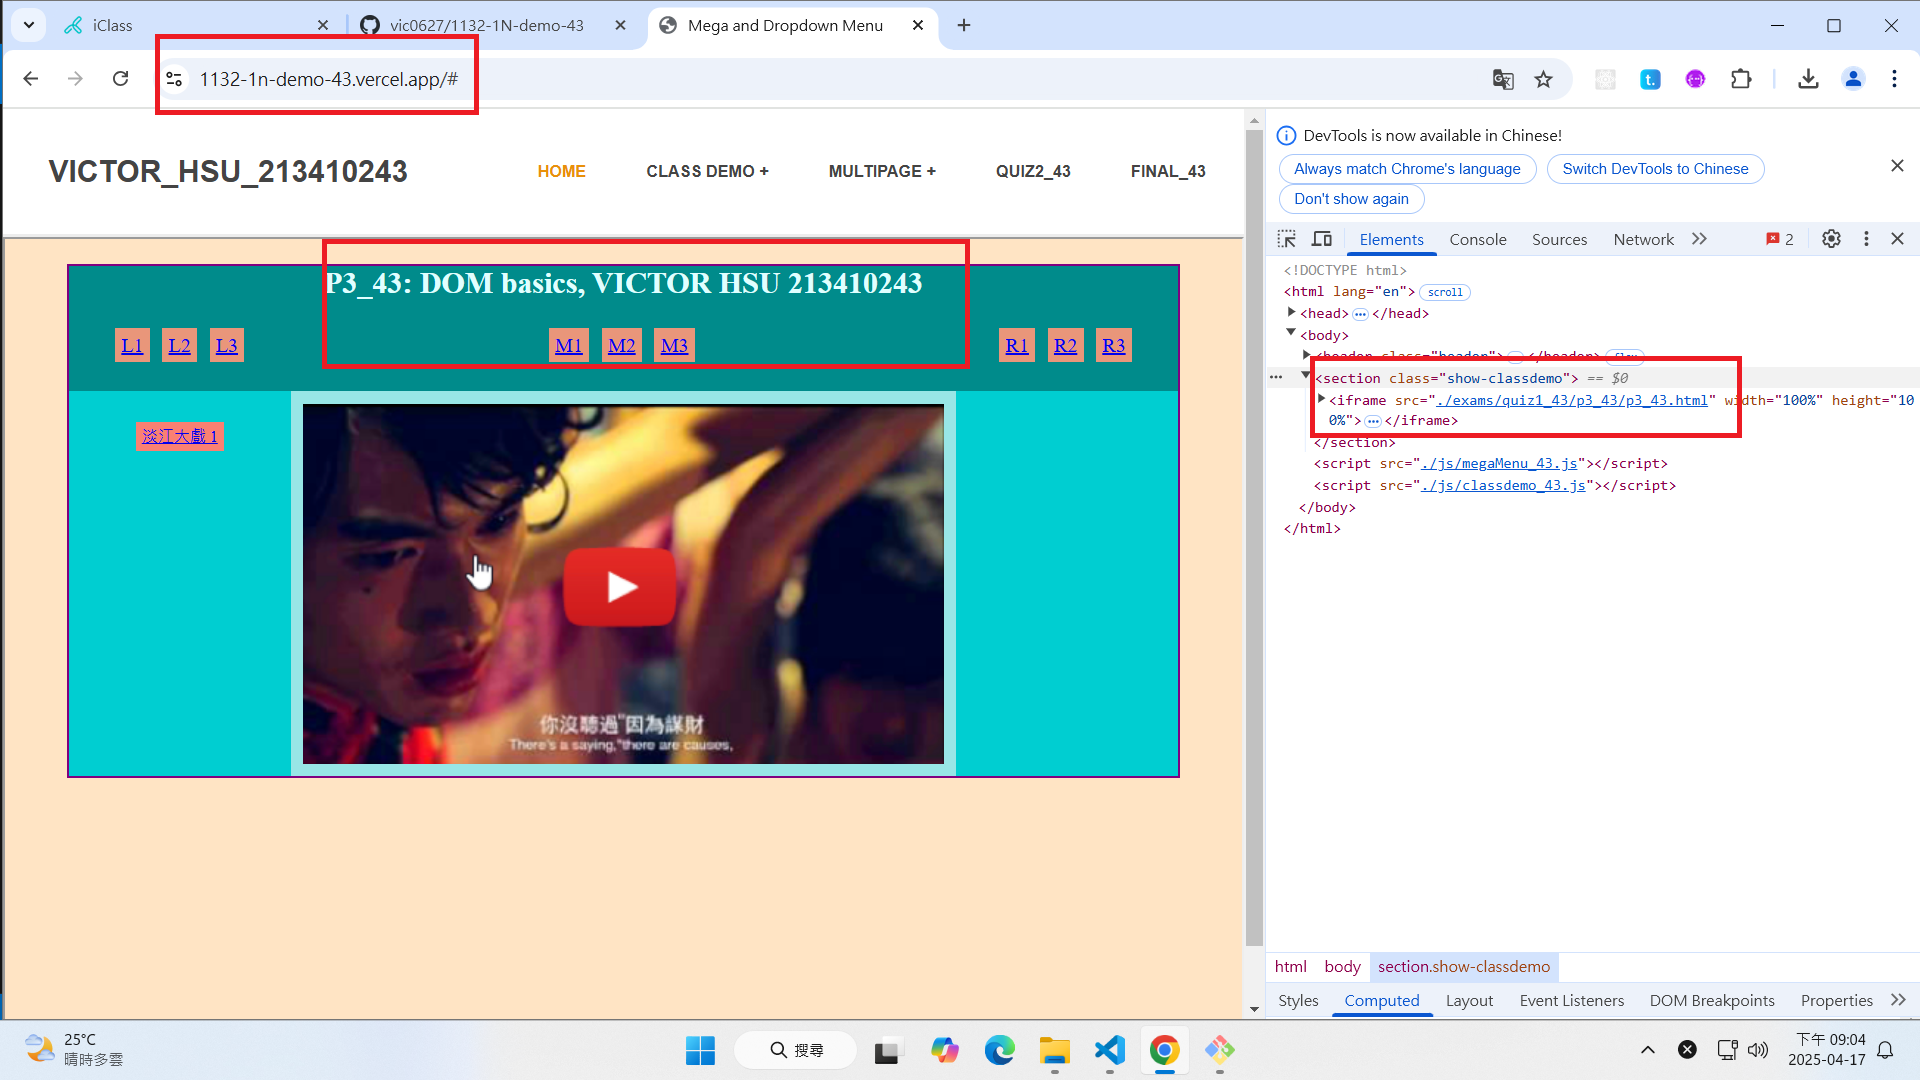 iClass
vic0627/1132-1N-demo-43
Mega and Dropdown Menu
1132-1n-demo-43.vercel.app/#
VICTOR_HSU_213410243
HOME
CLASS DEMO +
MULTIPAGE +
QUIZ2_43
FINAL_43
P3_43: DOM basics, VICTOR HSU 213410243
L1
L2
L3
M1
M2
M3
R1
R2
R3
淡江大戲 1
你沒聽過"因為謀財
There's a saying,"there are causes,
DevTools is now available in Chinese!
Always match Chrome's language
Switch DevTools to Chinese
Don't show again
Elements
Console
Sources
Network
2
<!DOCTYPE html>
<html lang="en"> scroll
<head> ··· </head>
<body>
<header class="header"> ··· </header> flex
··· <section class="show-classdemo"> == $0
<iframe src="./exams/quiz1_43/p3_43/p3_43.html" width="100%" height="10
0%"> ··· </iframe>
</section>
<script src="./js/megaMenu_43.js"></script>
<script src="./js/classdemo_43.js"></script>
</body>
</html>
html
body
section.show-classdemo
Styles
Computed
Layout
Event Listeners
DOM Breakpoints
Properties
25°C
晴時多雲
搜尋
下午 09:04
2025-04-17